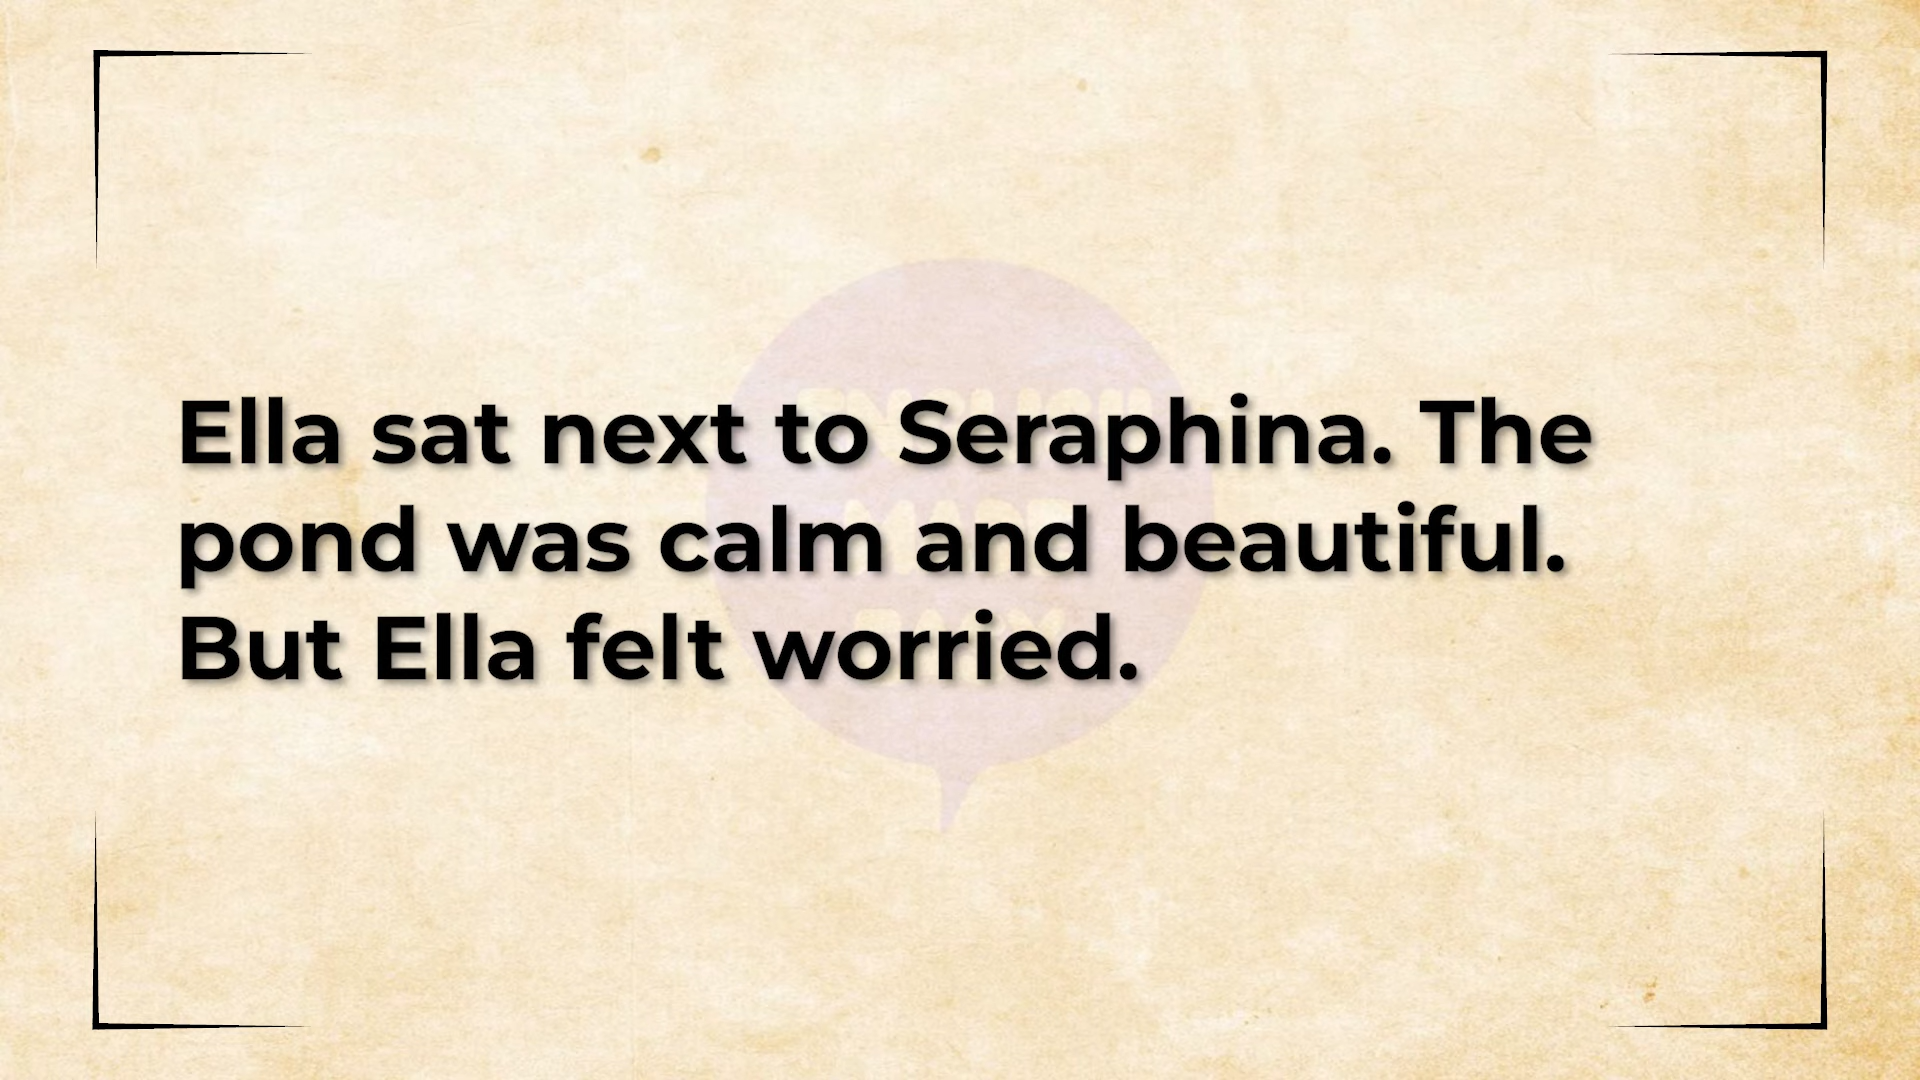 Ella sat next to Seraphina. The
pond was calm and beautiful.
But Ella felt worried.